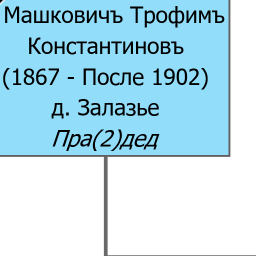 Машковичъ Трофимъ
Константиновъ
(1867 - После 1902)
д. Залазье
Пра(2)дед